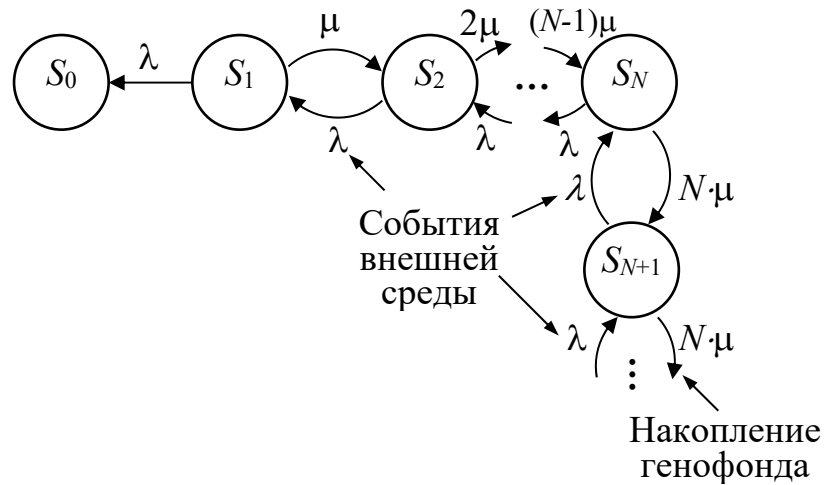 μ
2μ
(N-1)μ
S0
λ
S1
S2
...
SN
λ
λ
λ
λ
N·μ
События
внешней
среды
SN+1
λ
N·μ
...
Накопление
генофонда